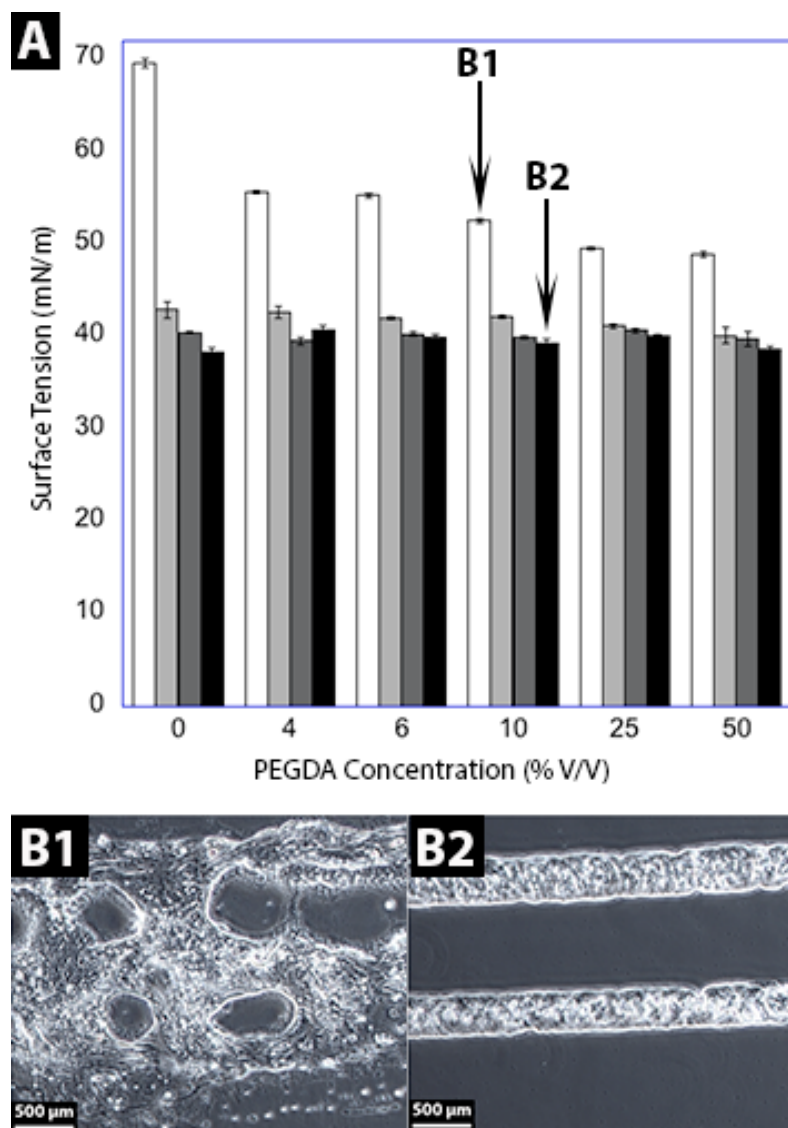 A
70
60
50
40
30
20
10
0
Surface Tension (mN/m)
B1
B2
0 4 6 10 25 50
PEGDA Concentration (% V/V)
B1 B2
500 µm 500 µm